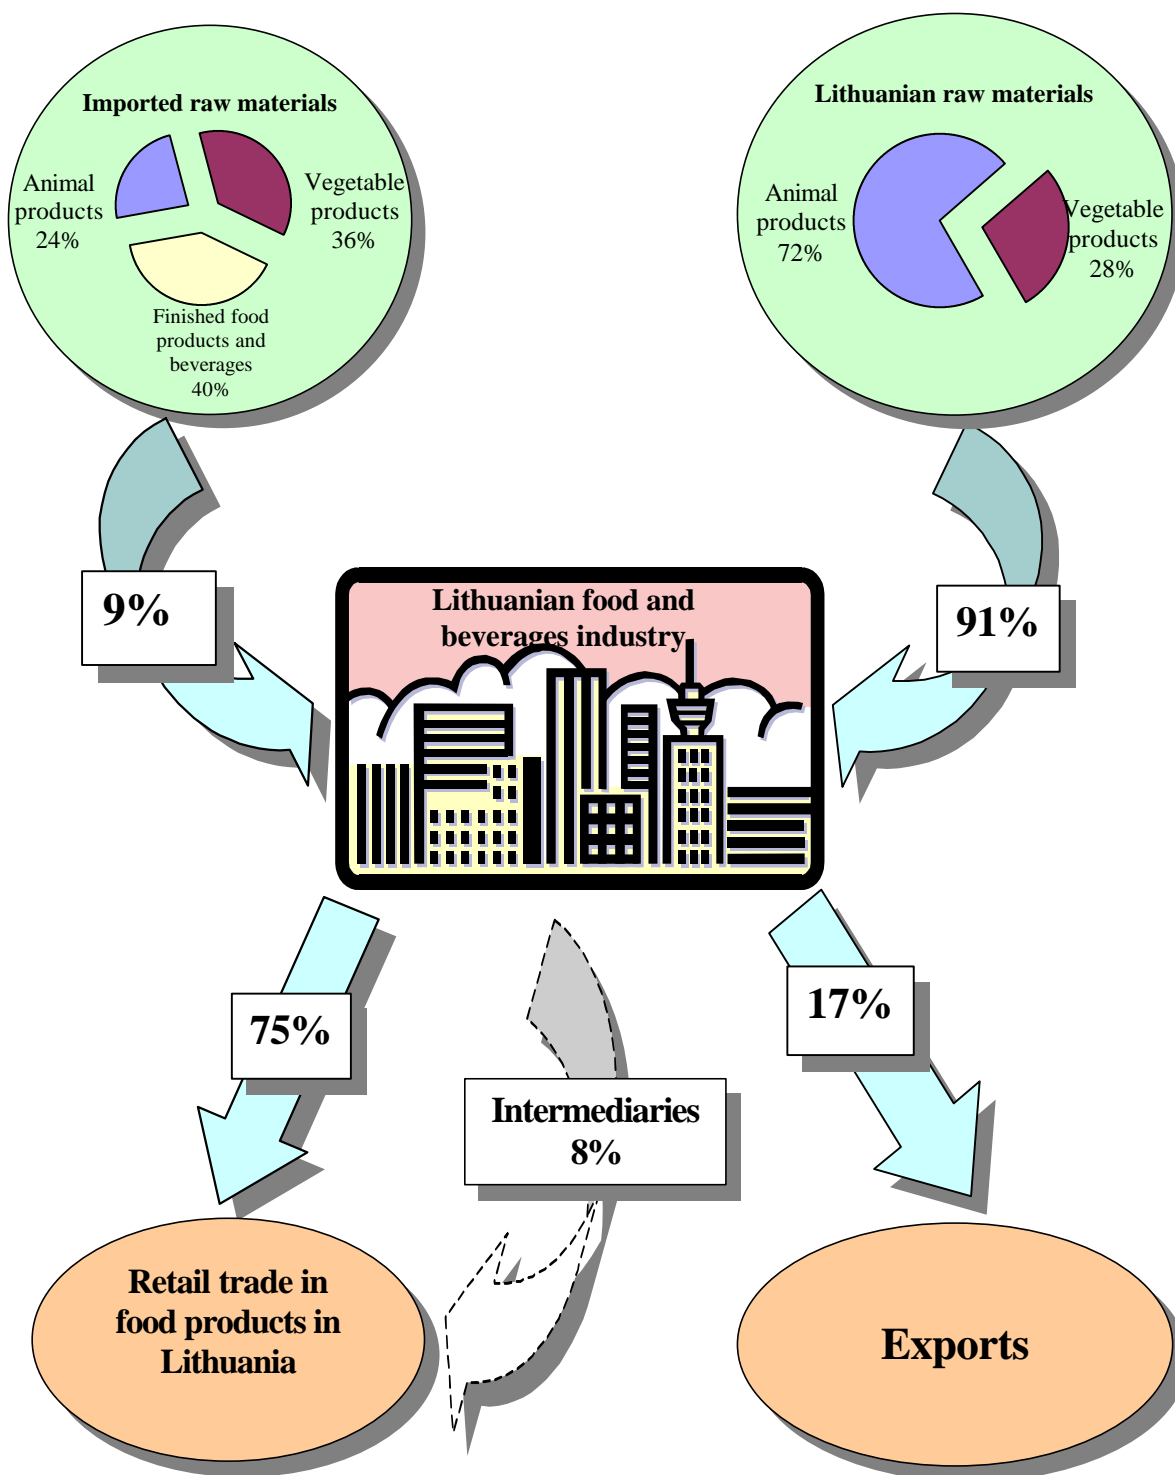 Imported raw materials
Animal
products
24%
Vegetable
products
36%
Finished food
products and
beverages
40%
Lithuanian raw materials
Animal
products
72%
Vegetable
products
28%
9%
Lithuanian food and
beverages industry
91%
75%
17%
Intermediaries
8%
Retail trade in
food products in
Lithuania
Exports